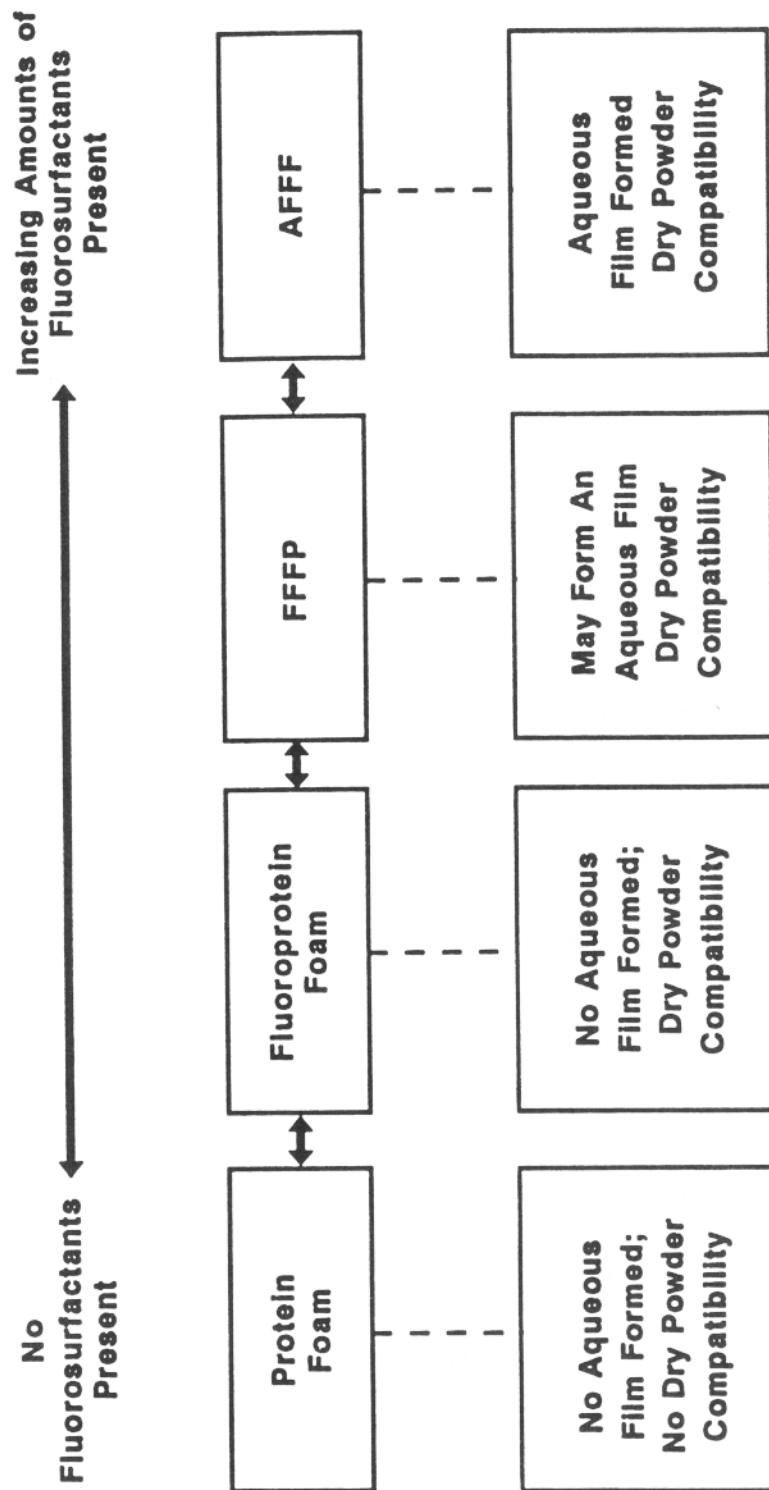 No
Fluorosurfactants
Present
Increasing Amounts of
Fluorosurfactants
Present
Protein
Foam
Fluoroprotein
Foam
FFFP
AFFF
No Aqueous
Film Formed;
No Dry Powder
Compatibility
No Aqueous
Film Formed;
Dry Powder
Compatibility
May Form An
Aqueous Film
Dry Powder
Compatibility
Aqueous
Film Formed
Dry Powder
Compatibility